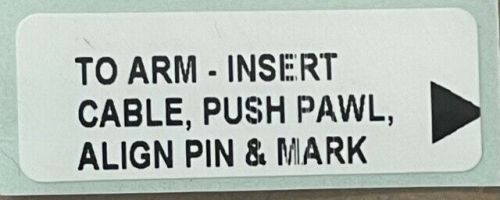 TO ARM - INSERT
CABLE, PUSH PAWL,
ALIGN PIN & MARK